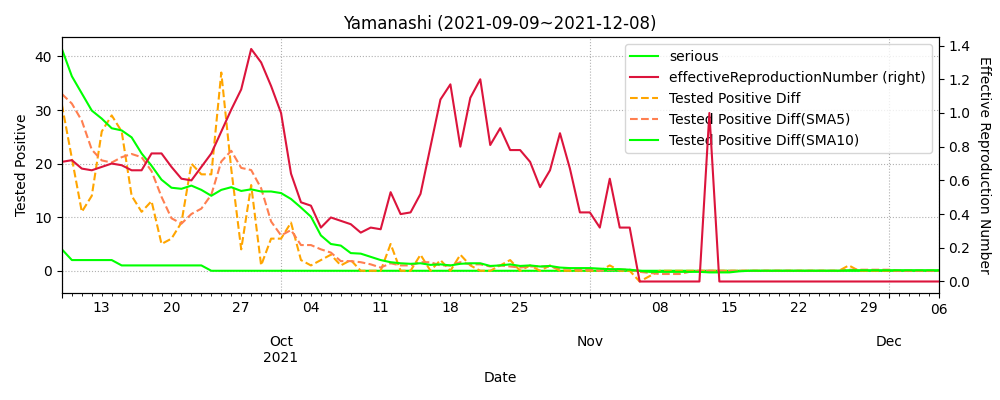 Yamanashi (2021-09-09~2021-12-08)
serious
effectiveReproductionNumber (right)
Tested Positive Diff
Tested Positive Diff(SMA5)
Tested Positive Diff(SMA10)
Tested Positive
40
30
20
10
0
1.4
1.2
1.0
0.8
0.6
0.4
0.2
0.0
Effective Reproduction Number
13 20 27 04 11 18 25 08 15 22 29 06
Oct Nov Dec
2021
Date